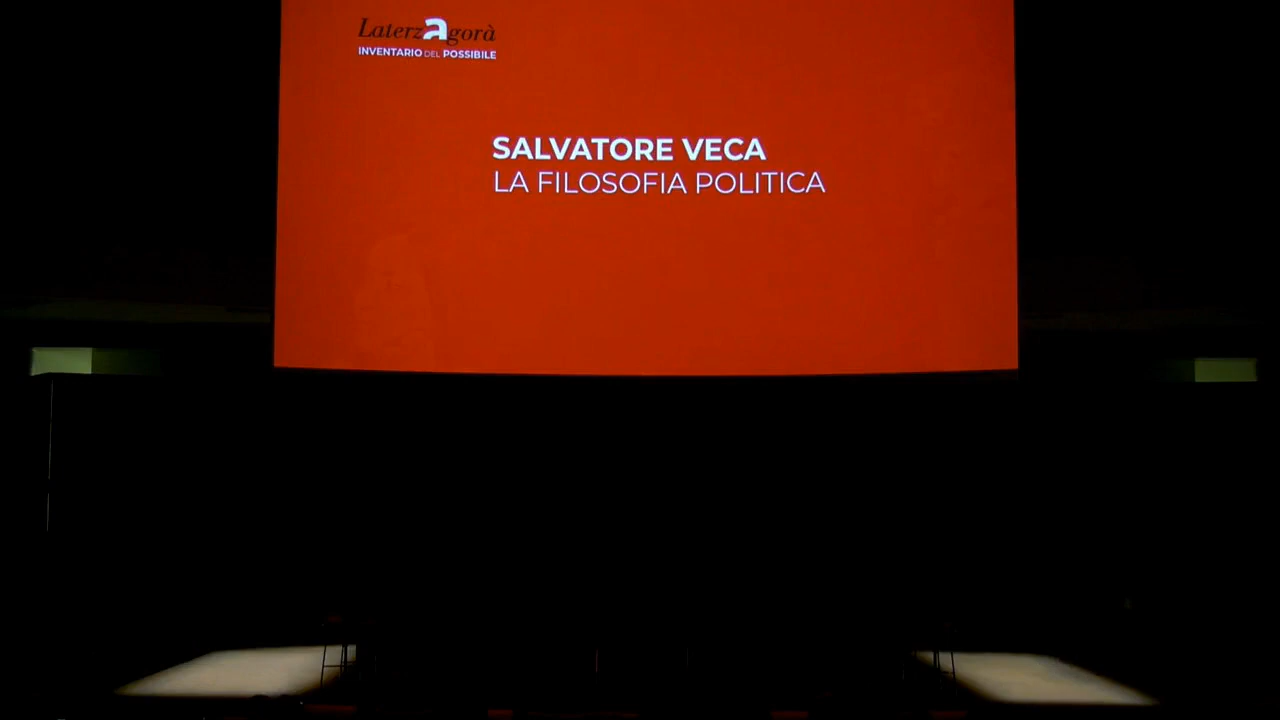 Laterzagorà
INVENTARIO DEL POSSIBILE
SALVATORE VECA
LA FILOSOFIA POLITICA